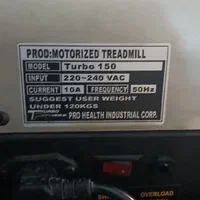 PROD:MOTORIZED TREADMILL
MODEL Turbo 150
INPUT 220~240 VAC
CURRENT 10A FREQUENCY 50Hz
SUGGEST USER WEIGHT
UNDER 120KGS
PRO HEALTH INDUSTRIAL CORP.
OVERLOAD